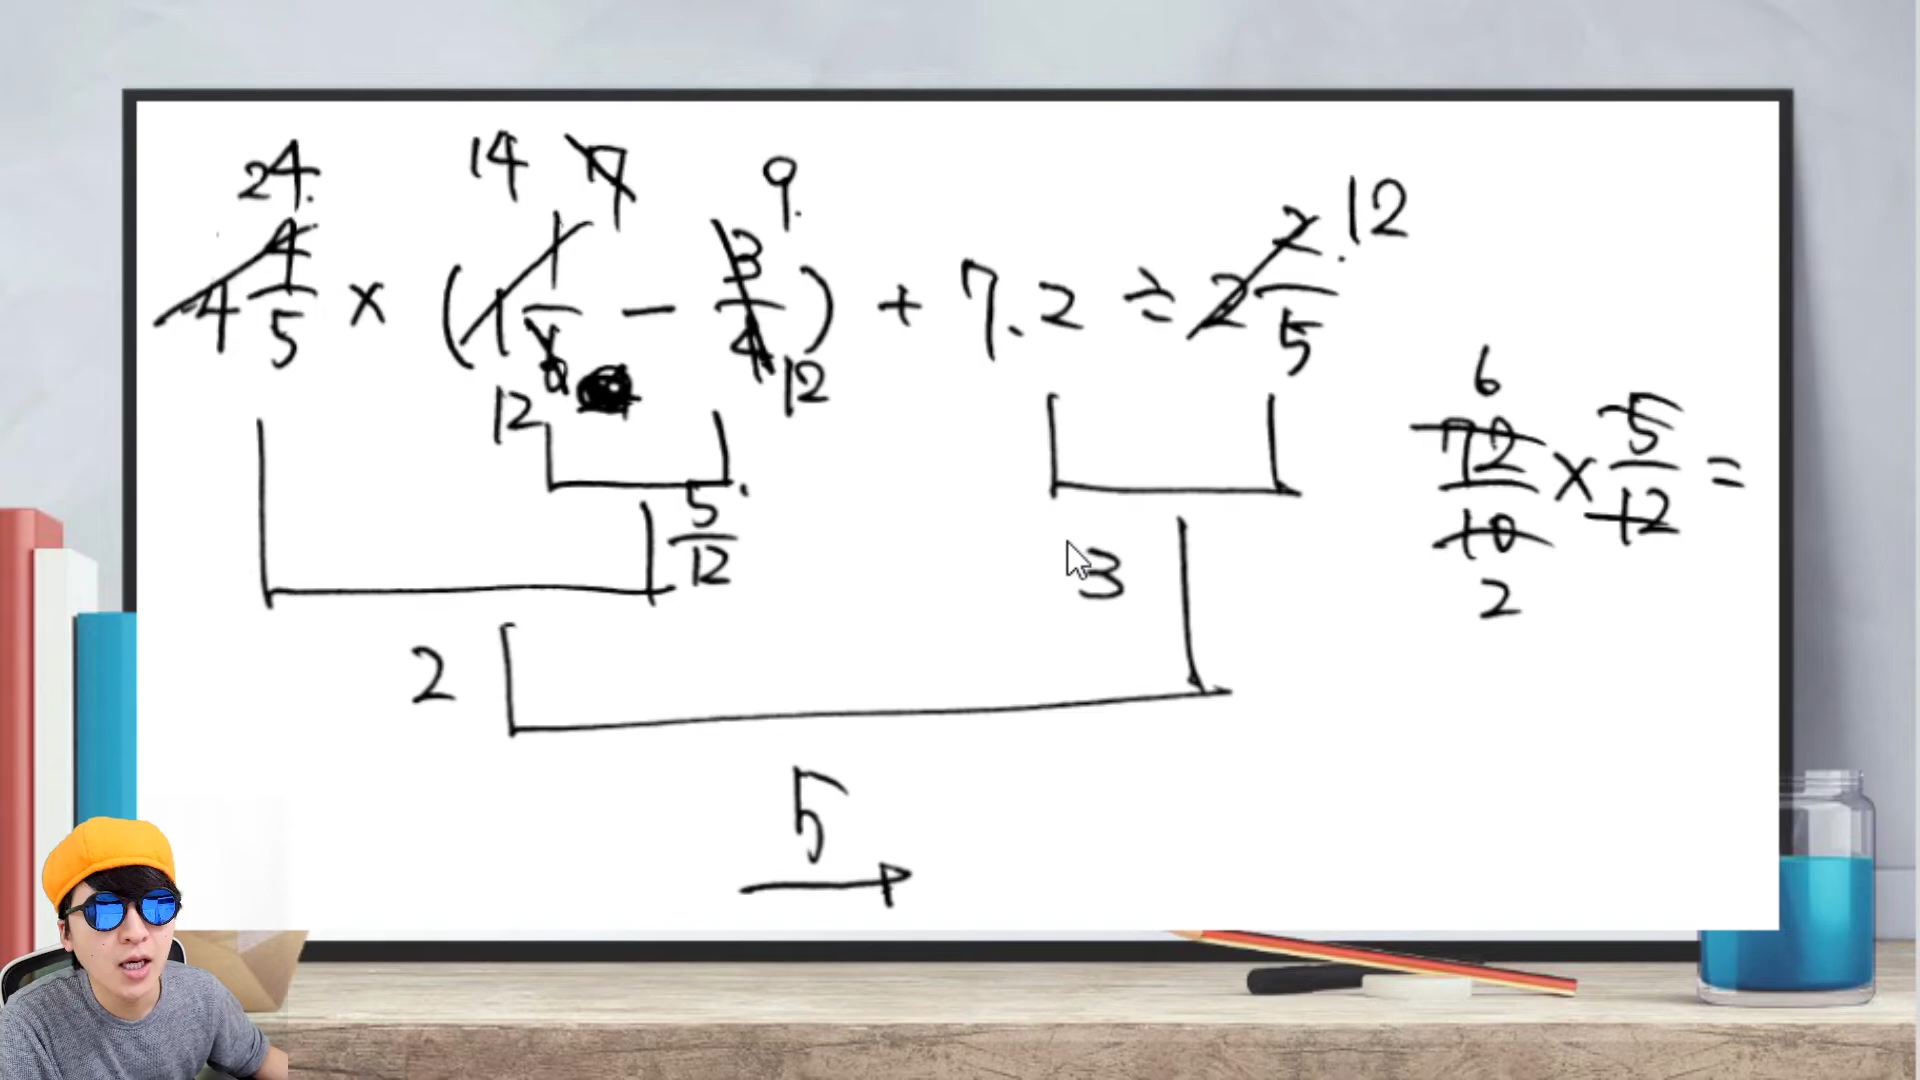 24. 14 7 9. 12
4 4/5 × (1 1/6 − 3/4) + 7.2 ÷ 2 2/5
12 12
6
72/10 × 5/12 =
2
5/12
3
2
5